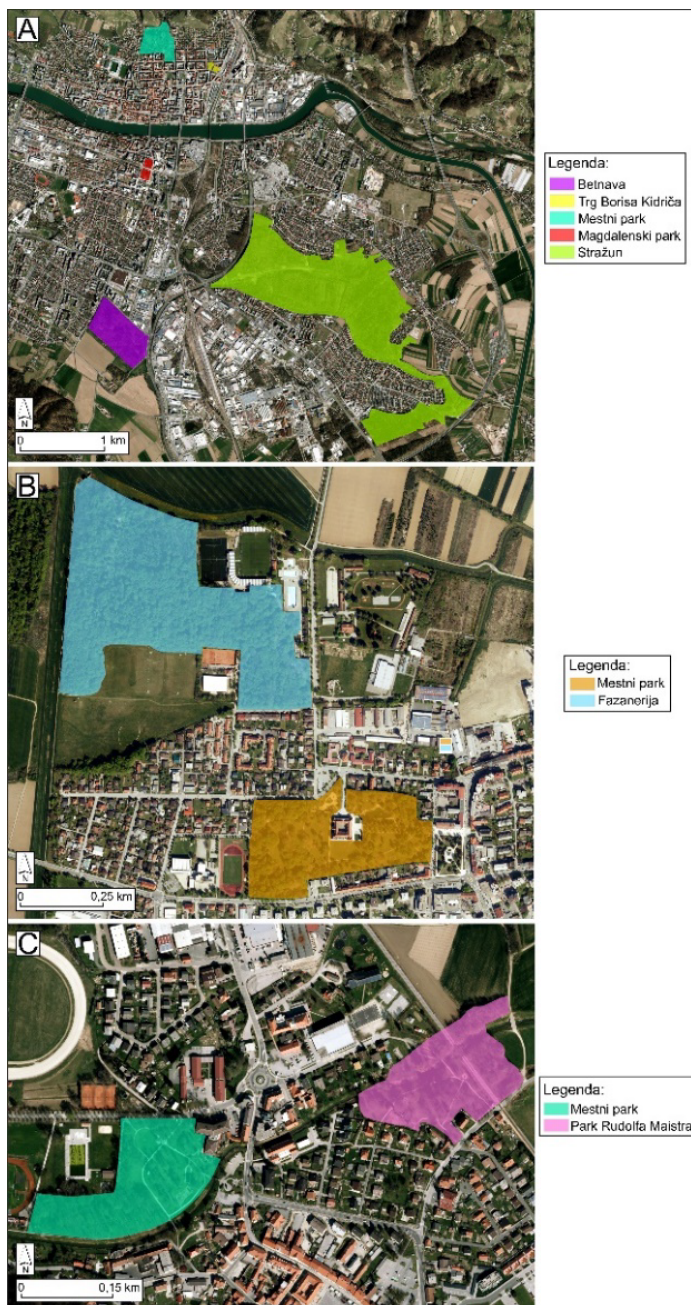 A
Legenda:
Betnava
Trg Borisa Kidriča
Mestni park
Magdalenski park
Stražun
N
0 1 km
B
Legenda:
Mestni park
Fazanerija
N
0 0,25 km
C
Legenda:
Mestni park
Park Rudolfa Maistra
N
0 0,15 km